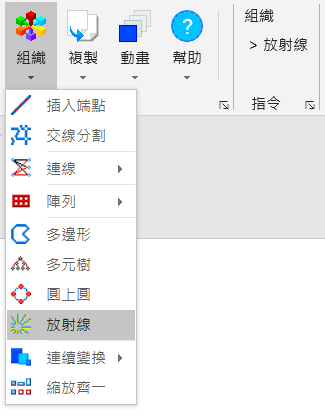 組織
複製
動畫
幫助
組織
> 放射線
指令
插入端點
交線分割
連線
陣列
多邊形
多元樹
圓上圓
放射線
連續變換
縮放齊一